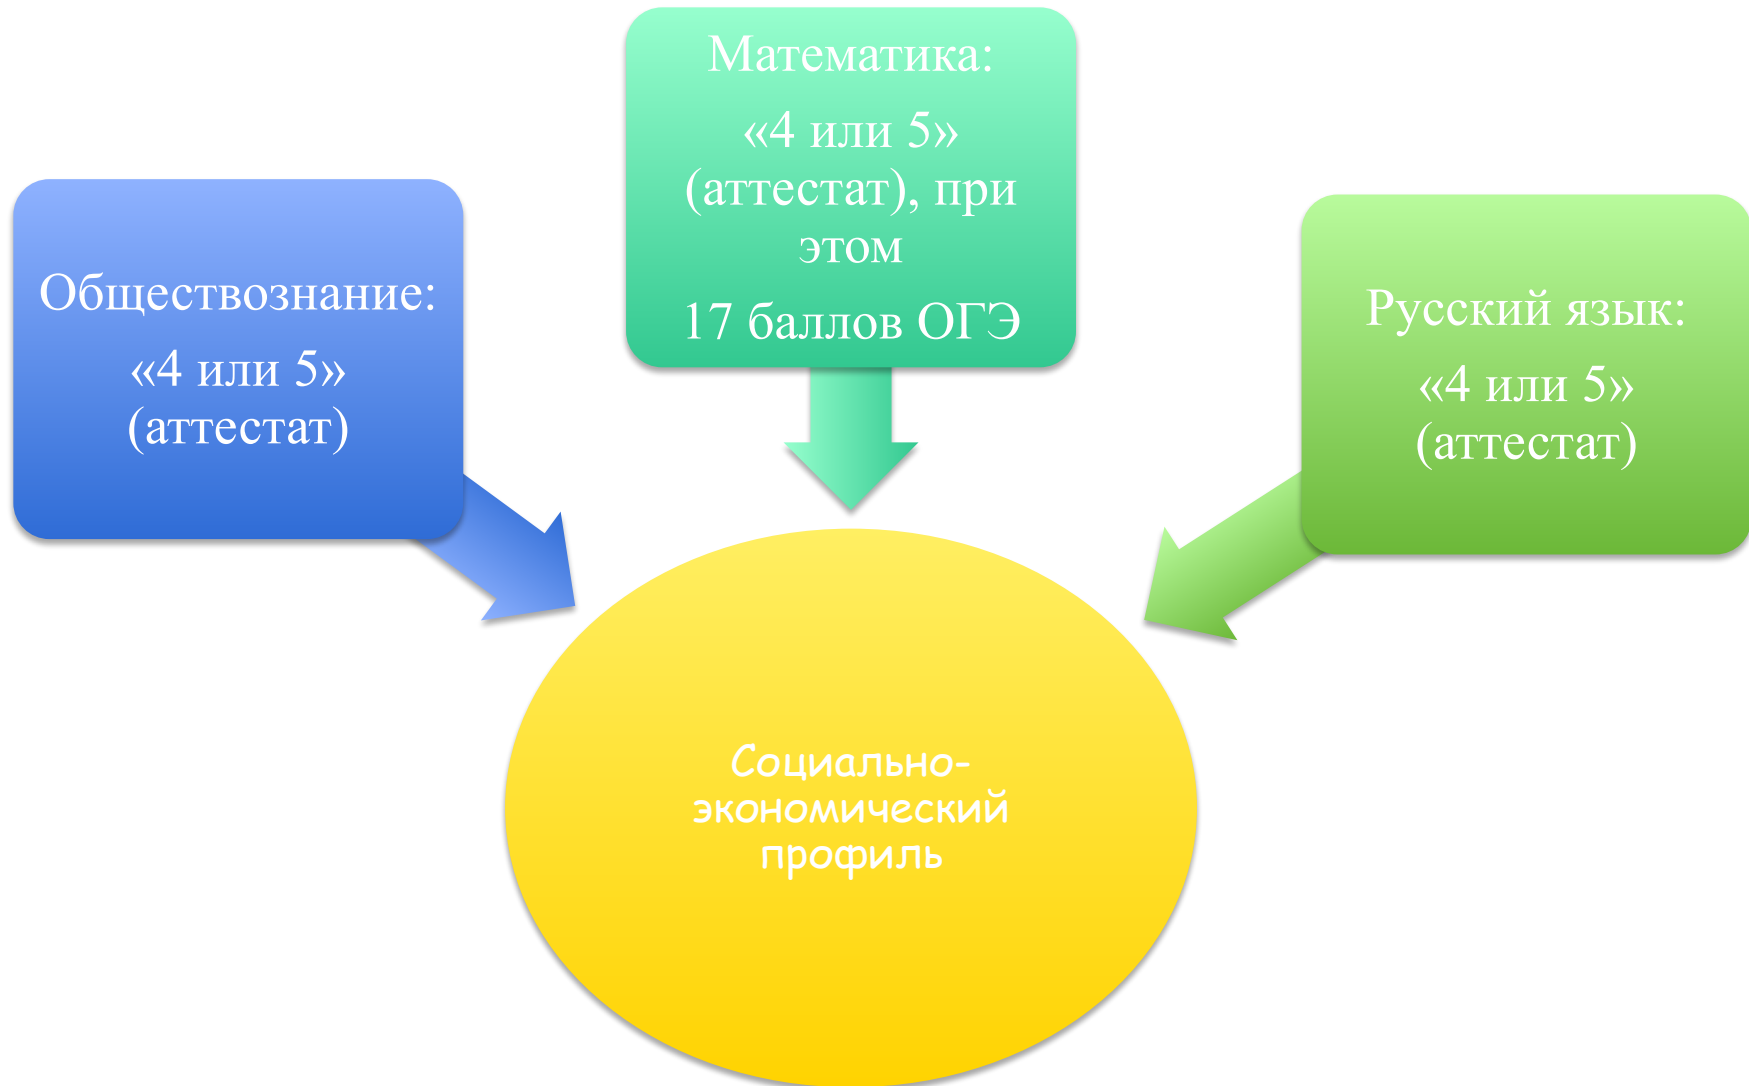 Обществознание:
«4 или 5»
(аттестат)
Математика:
«4 или 5»
(аттестат), при
этом
17 баллов ОГЭ
Русский язык:
«4 или 5»
(аттестат)
Социально-
экономический
профиль